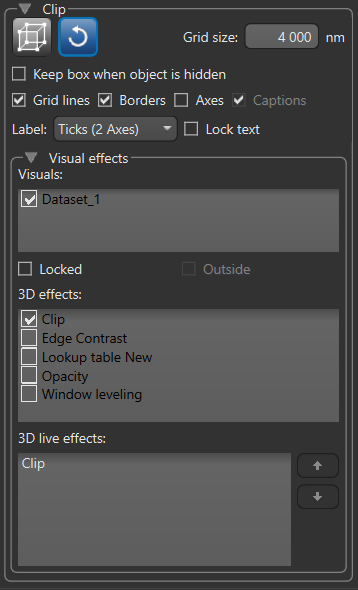 Clip
Grid size: 4 000 nm
Keep box when object is hidden
Grid lines Borders Axes Captions
Label: Ticks (2 Axes) Lock text
Visual effects
Visuals:
Dataset_1
Locked Outside
3D effects:
Clip
Edge Contrast
Lookup table New
Opacity
Window leveling
3D live effects:
Clip